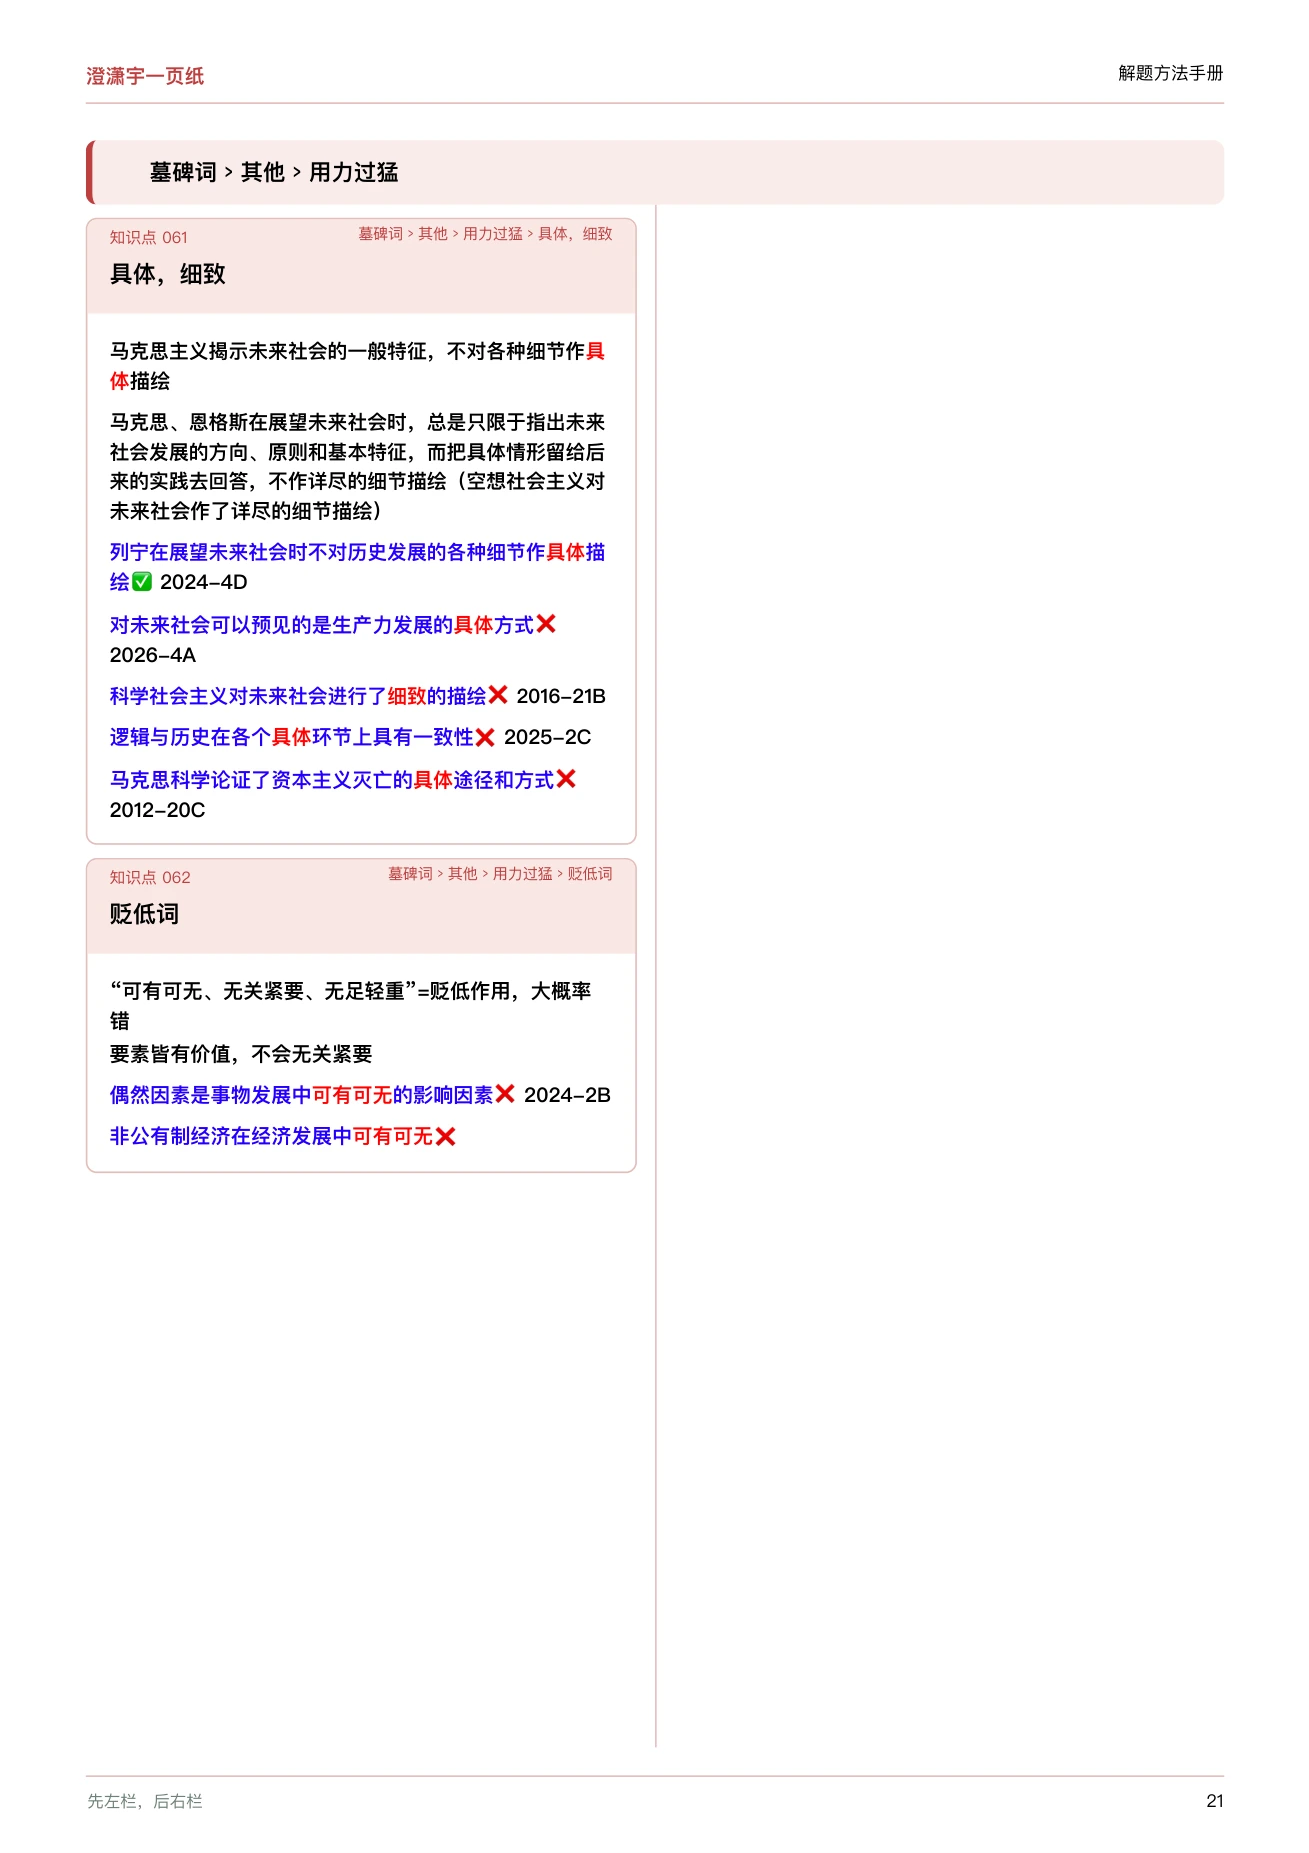 澄潇宇一页纸
解题方法手册
墓碑词 › 其他 › 用力过猛
知识点 061
墓碑词 › 其他 › 用力过猛 › 具体，细致
具体，细致
马克思主义揭示未来社会的一般特征，不对各种细节作具
体描绘
马克思、恩格斯在展望未来社会时，总是只限于指出未来
社会发展的方向、原则和基本特征，而把具体情形留给后
来的实践去回答，不作详尽的细节描绘（空想社会主义对
未来社会作了详尽的细节描绘）
列宁在展望未来社会时不对历史发展的各种细节作具体描
绘✅ 2024-4D
对未来社会可以预见的是生产力发展的具体方式❌
2026-4A
科学社会主义对未来社会进行了细致的描绘❌ 2016-21B
逻辑与历史在各个具体环节上具有一致性❌ 2025-2C
马克思科学论证了资本主义灭亡的具体途径和方式❌
2012-20C
知识点 062
墓碑词 › 其他 › 用力过猛 › 贬低词
贬低词
“可有可无、无关紧要、无足轻重”=贬低作用，大概率
错
要素皆有价值，不会无关紧要
偶然因素是事物发展中可有可无的影响因素❌ 2024-2B
非公有制经济在经济发展中可有可无❌
先左栏，后右栏
21